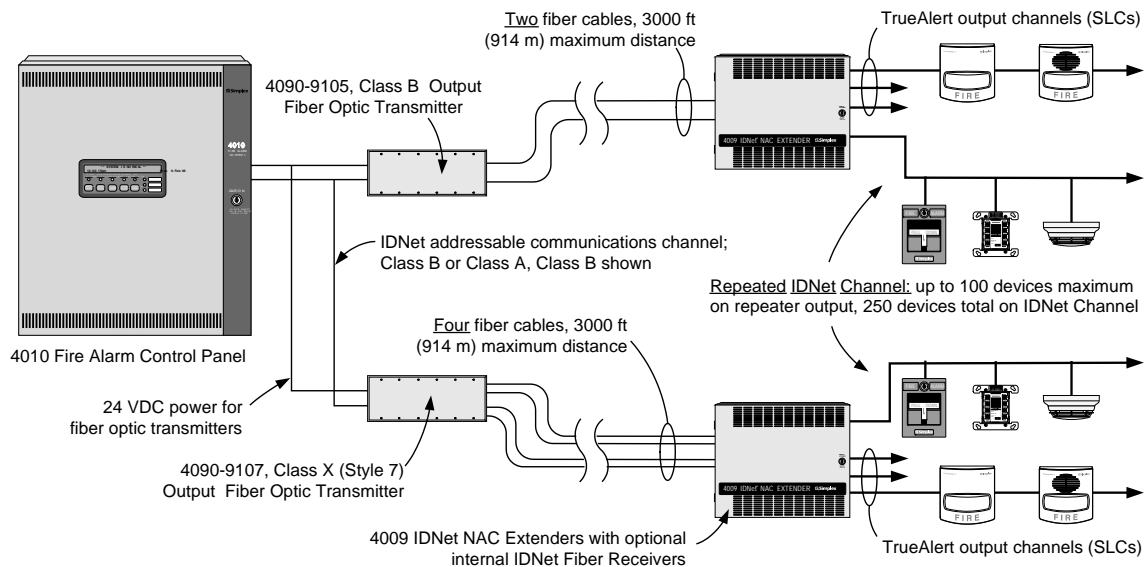 Two fiber cables, 3000 ft
(914 m) maximum distance
TrueAlert output channels (SLCs)
4090-9105, Class B Output
Fiber Optic Transmitter
Simplex
4010
FIRE
FIRE
4009 IDNet NAC EXTENDER Simplex
IDNet addressable communications channel;
Class B or Class A, Class B shown
Repeated IDNet Channel: up to 100 devices maximum
on repeater output, 250 devices total on IDNet Channel
4010 Fire Alarm Control Panel
Four fiber cables, 3000 ft
(914 m) maximum distance
24 VDC power for
fiber optic transmitters
4090-9107, Class X (Style 7)
Output Fiber Optic Transmitter
4009 IDNet NAC EXTENDER Simplex
FIRE
FIRE
4009 IDNet NAC Extenders with optional
internal IDNet Fiber Receivers
TrueAlert output channels (SLCs)